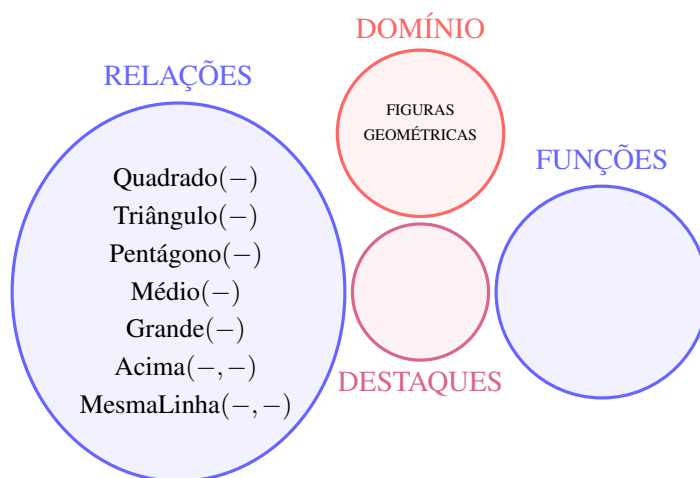 DOMÍNIO
RELAÇÕES
FIGURAS
GEOMÉTRICAS
FUNÇÕES
Quadrado(−)
Triângulo(−)
Pentágono(−)
Médio(−)
Grande(−)
Acima(−,−)
MesmaLinha(−,−)
DESTAQUES